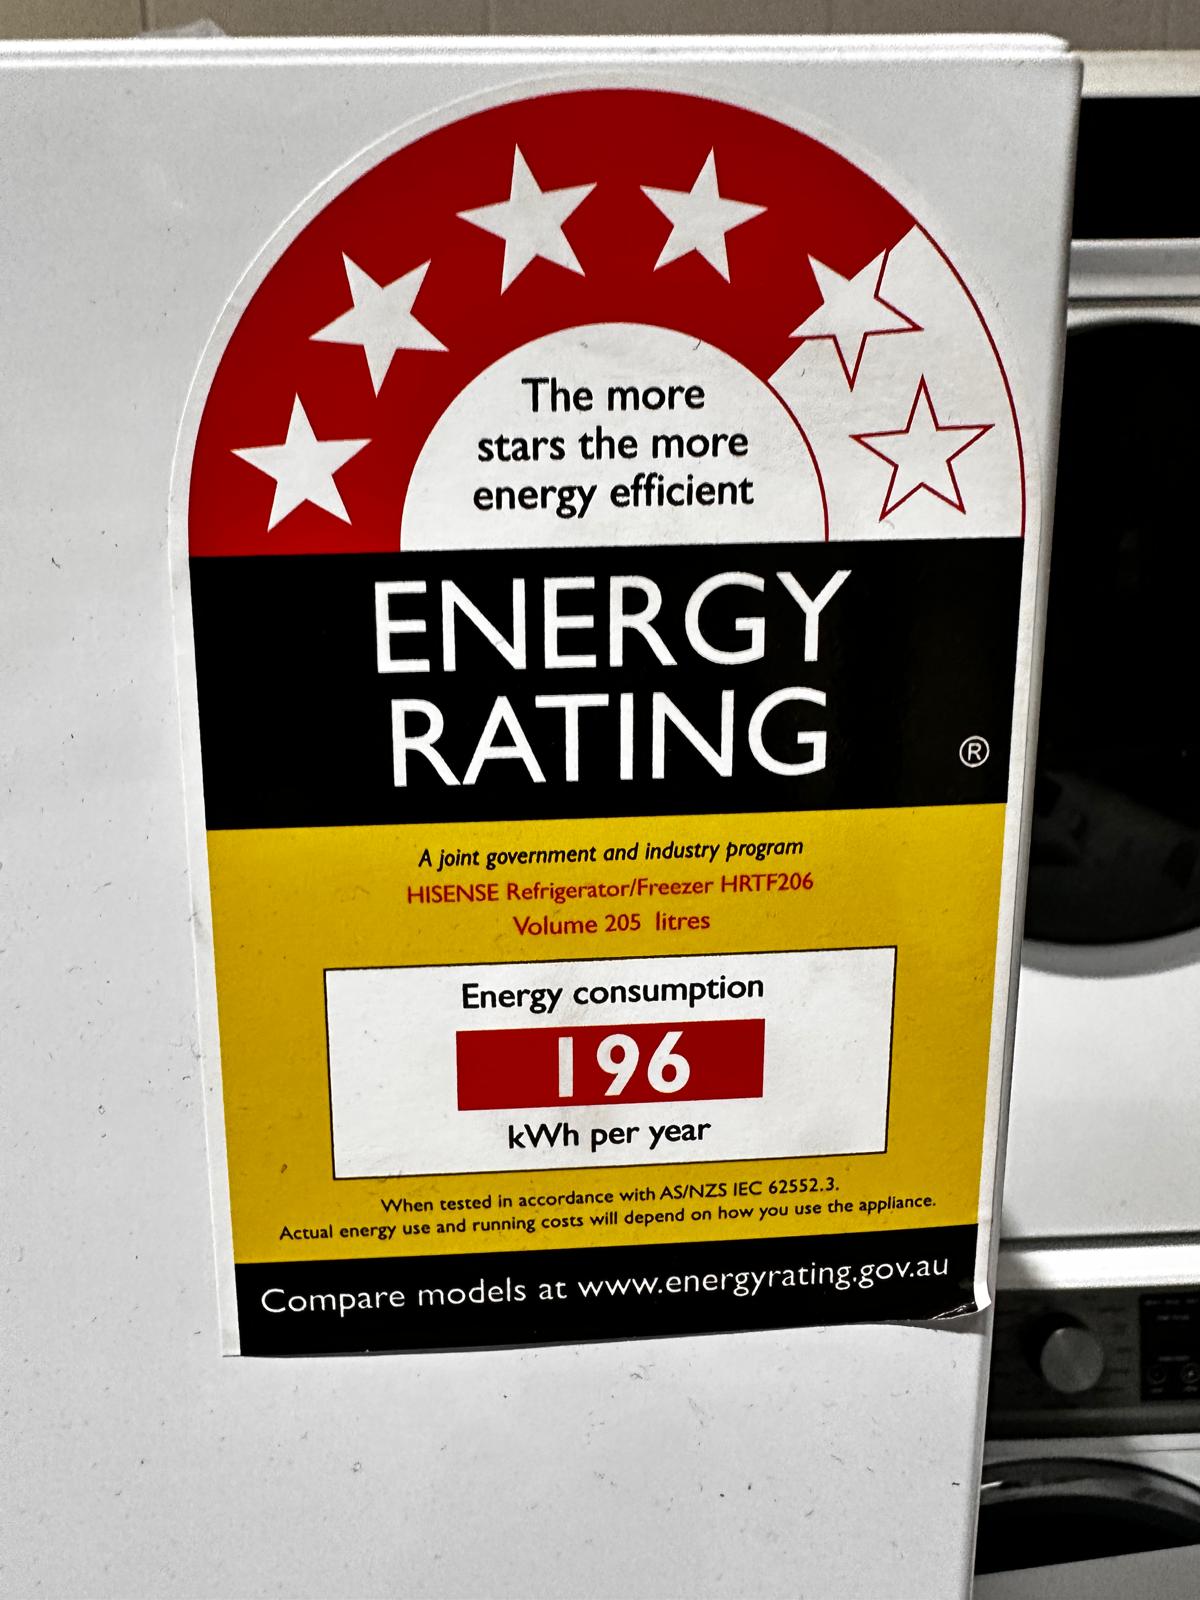 The more
stars the more
energy efficient
ENERGY
RATING
®
A joint government and industry program
HISENSE Refrigerator/Freezer HRTF206
Volume 205 litres
Energy consumption
196
kWh per year
When tested in accordance with AS/NZS IEC 62552.3.
Actual energy use and running costs will depend on how you use the appliance.
Compare models at www.energyrating.gov.au